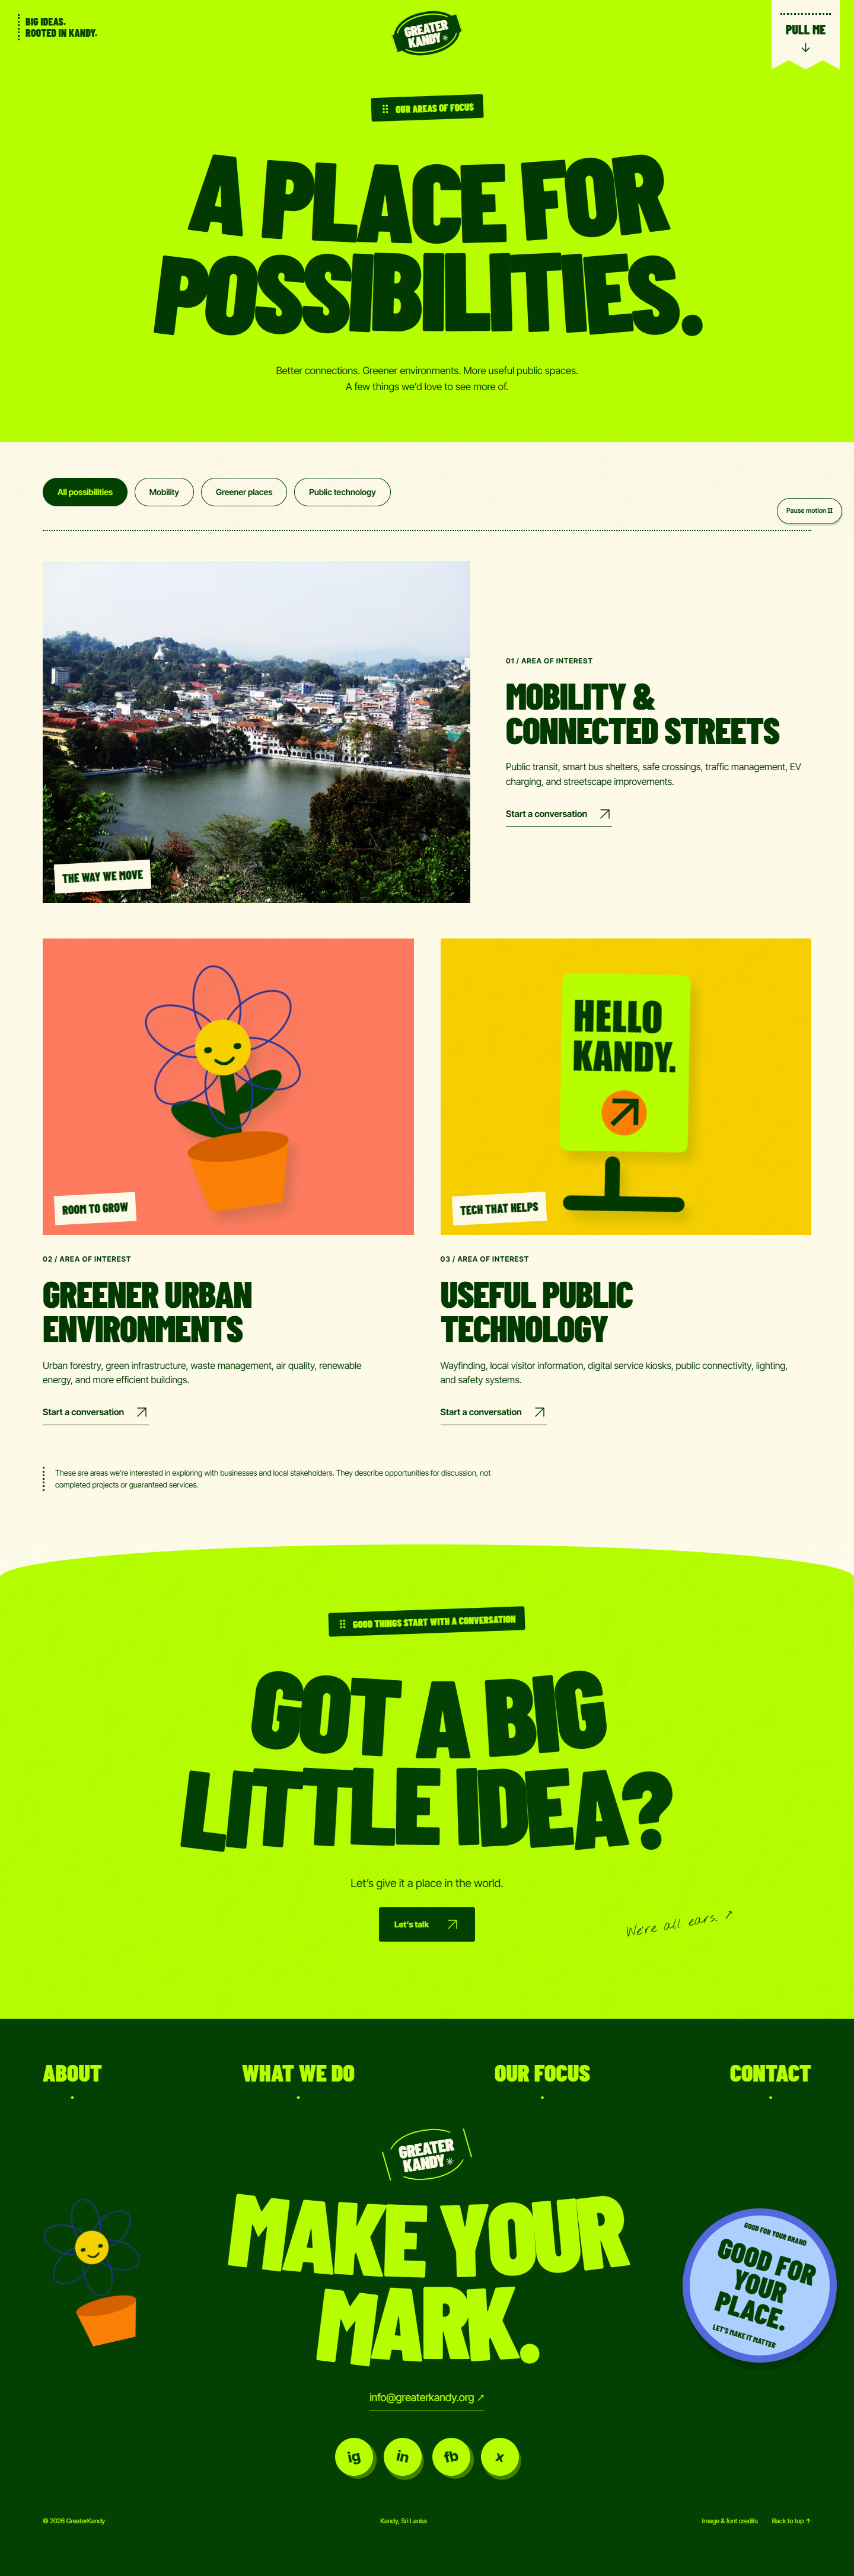 BIG IDEAS.
ROOTED IN KANDY.
GREATER
KANDY
PULL ME
↓
OUR AREAS OF FOCUS
A PLACE FOR
POSSIBILITIES.
Better connections. Greener environments. More useful public spaces.
A few things we'd love to see more of.
All possibilities
Mobility
Greener places
Public technology
Pause motion
THE WAY WE MOVE
01 / AREA OF INTEREST
MOBILITY &
CONNECTED STREETS
Public transit, smart bus shelters, safe crossings, traffic management, EV
charging, and streetscape improvements.
Start a conversation
HELLO
KANDY.
ROOM TO GROW
TECH THAT HELPS
02 / AREA OF INTEREST
GREENER URBAN
ENVIRONMENTS
Urban forestry, green infrastructure, waste management, air quality, renewable
energy, and more efficient buildings.
Start a conversation
03 / AREA OF INTEREST
USEFUL PUBLIC
TECHNOLOGY
Wayfinding, local visitor information, digital service kiosks, public connectivity, lighting,
and safety systems.
Start a conversation
These are areas we're interested in exploring with businesses and local stakeholders. They describe opportunities for discussion, not
completed projects or guaranteed services.
GOOD THINGS START WITH A CONVERSATION
GOT A BIG
LITTLE IDEA?
Let's give it a place in the world.
Let's talk
We're all ears. ↗
ABOUT
WHAT WE DO
OUR FOCUS
CONTACT
GREATER
KANDY
MAKE YOUR
MARK.
GOOD FOR YOUR BRAND
GOOD FOR
YOUR
PLACE.
LET'S MAKE IT MATTER
info@greaterkandy.org ↗
ig
in
fb
x
© 2026 GreaterKandy
Kandy, Sri Lanka
Image & font credits
Back to top ↑